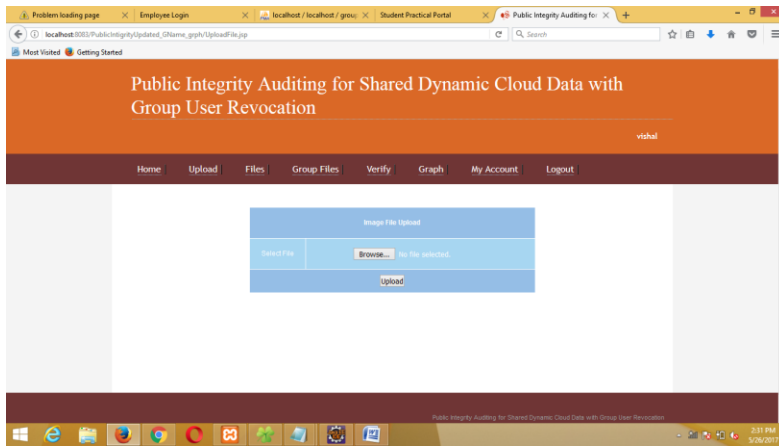 Problem loading page
Employee Login
localhost / localhost / group
Student Practical Portal
Public Integrity Auditing for
localhost:8083/PublicIntigrityUpdated_GName_grph/UploadFile.jsp
Search
Most Visited
Getting Started
Public Integrity Auditing for Shared Dynamic Cloud Data with
Group User Revocation
vishal
Home | Upload | Files | Group Files | Verify | Graph | My Account | Logout |
Image File Upload
Select File
Browse... No file selected.
Upload
Public Integrity Auditing for Shared Dynamic Cloud Data with Group User Revocation
2:31 PM
5/26/2017